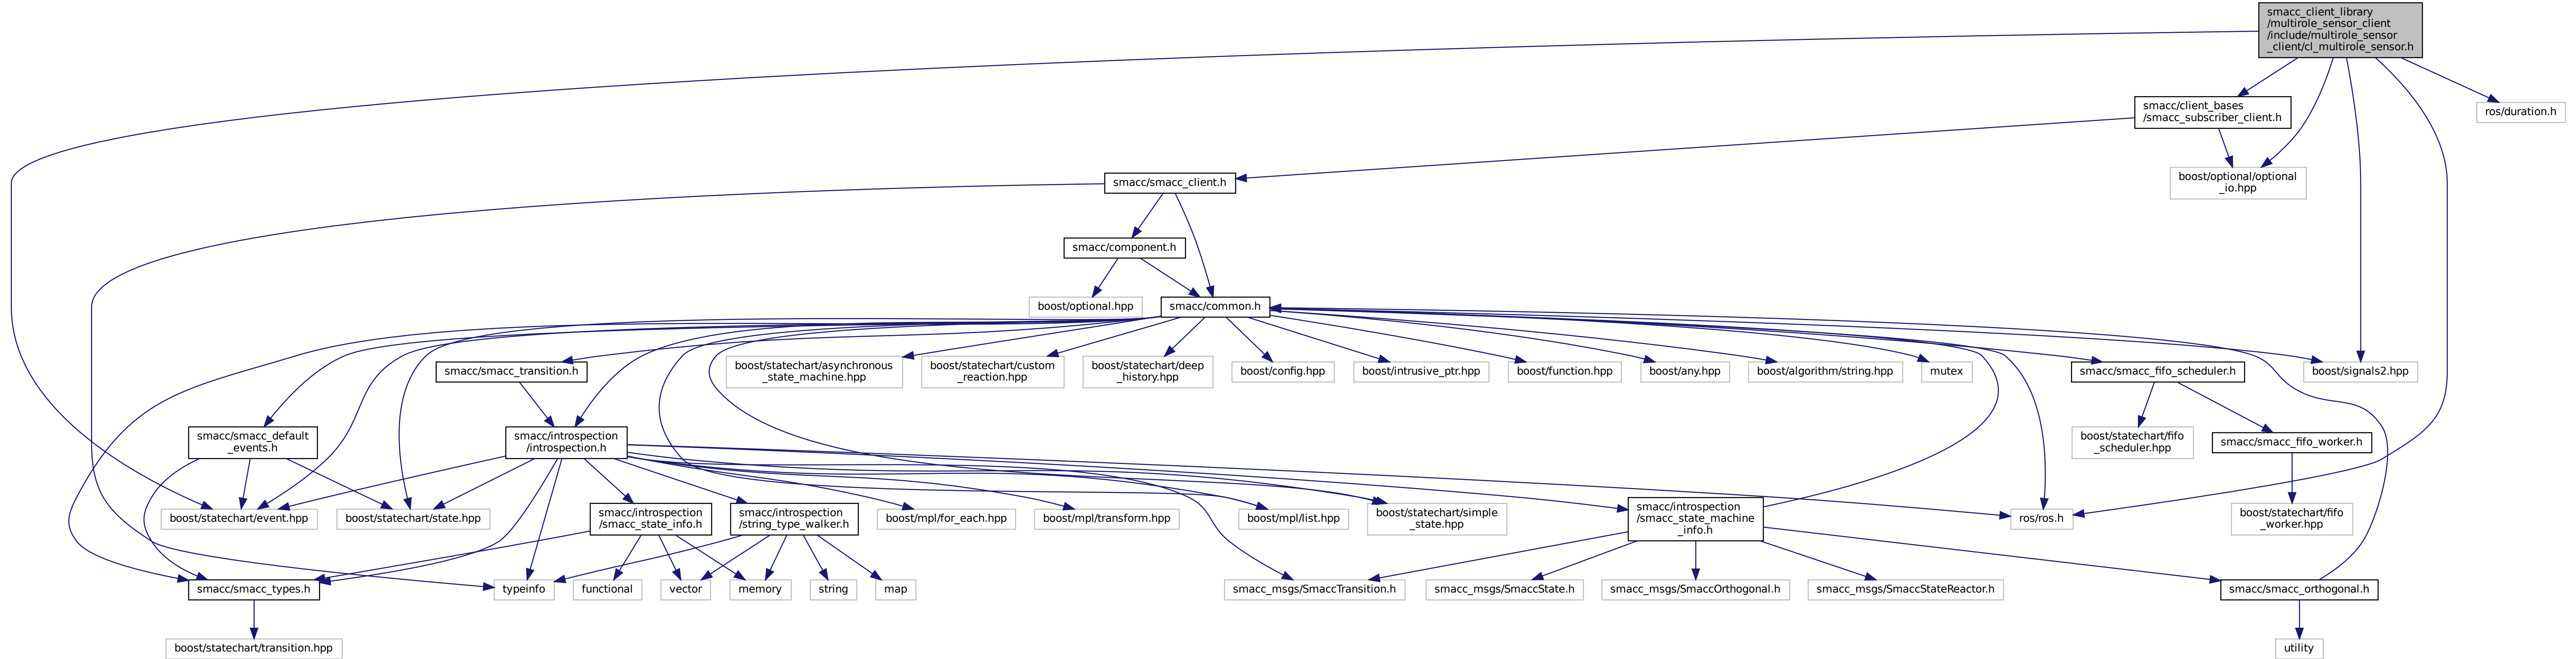 smacc_client_library
/multirole_sensor_client
/include/multirole_sensor
_client/cl_multirole_sensor.h
smacc/client_bases
/smacc_subscriber_client.h
ros/duration.h
smacc/smacc_client.h
boost/optional/optional
_io.hpp
smacc/component.h
boost/optional.hpp
smacc/common.h
smacc/smacc_transition.h
boost/statechart/asynchronous
_state_machine.hpp
boost/statechart/custom
_reaction.hpp
boost/statechart/deep
_history.hpp
boost/config.hpp
boost/intrusive_ptr.hpp
boost/function.hpp
boost/any.hpp
boost/algorithm/string.hpp
mutex
smacc/smacc_fifo_scheduler.h
boost/signals2.hpp
smacc/smacc_default
_events.h
smacc/introspection
/introspection.h
boost/statechart/fifo
_scheduler.hpp
smacc/smacc_fifo_worker.h
boost/statechart/event.hpp
boost/statechart/state.hpp
smacc/introspection
/smacc_state_info.h
smacc/introspection
/string_type_walker.h
boost/mpl/for_each.hpp
boost/mpl/transform.hpp
boost/mpl/list.hpp
boost/statechart/simple
_state.hpp
smacc/introspection
/smacc_state_machine
_info.h
ros/ros.h
boost/statechart/fifo
_worker.hpp
smacc/smacc_types.h
typeinfo
functional
vector
memory
string
map
smacc_msgs/SmaccTransition.h
smacc_msgs/SmaccState.h
smacc_msgs/SmaccOrthogonal.h
smacc_msgs/SmaccStateReactor.h
smacc/smacc_orthogonal.h
boost/statechart/transition.hpp
utility